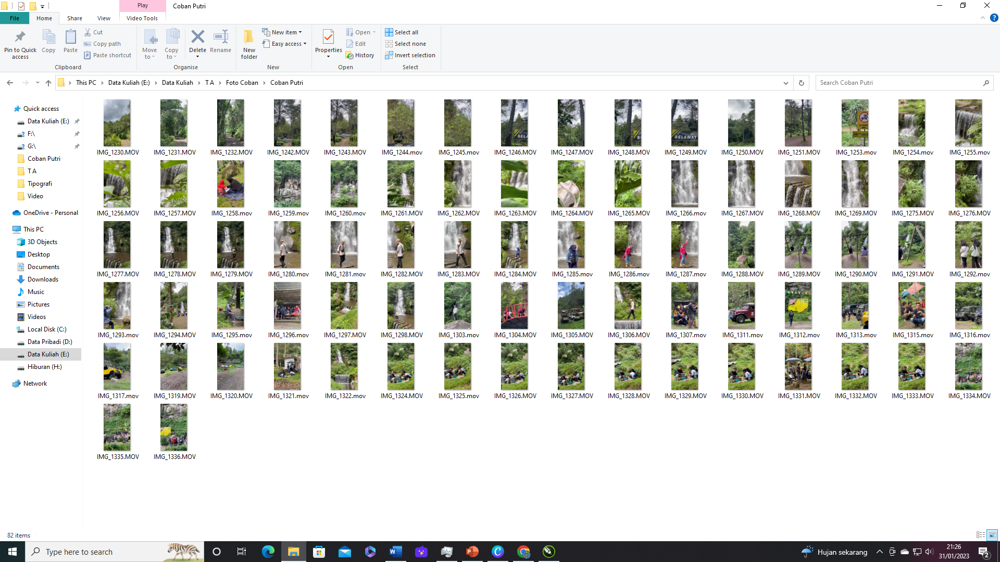 Play
Coban Putri
File
Home
Share
View
Video Tools
Pin to Quick access
Copy
Paste
Cut
Copy path
Paste shortcut
Move to
Copy to
Delete
Rename
New folder
New item
Easy access
Properties
Open
Edit
History
Select all
Select none
Invert selection
Clipboard
Organise
New
Open
Select
This PC > Data Kuliah (E:) > Data Kuliah > T A > Foto Coban > Coban Putri
Search Coban Putri
Quick access
Data Kuliah (E:)
F:\
G:\
Coban Putri
T A
Tipografi
Video
OneDrive - Personal
This PC
3D Objects
Desktop
Documents
Downloads
Music
Pictures
Videos
Local Disk (C:)
Data Pribadi (D:)
Data Kuliah (E:)
Hiburan (H:)
Network
SELAMAT
SELAMAT
SELAMAT
IMG_1230.MOV IMG_1231.MOV IMG_1232.MOV IMG_1242.MOV IMG_1243.MOV IMG_1244.mov IMG_1245.mov IMG_1246.MOV IMG_1247.MOV IMG_1248.MOV IMG_1249.MOV IMG_1250.MOV IMG_1251.MOV IMG_1253.mov IMG_1254.mov IMG_1255.mov
IMG_1256.MOV IMG_1257.MOV IMG_1258.mov IMG_1259.mov IMG_1260.mov IMG_1261.MOV IMG_1262.MOV IMG_1263.MOV IMG_1264.MOV IMG_1265.MOV IMG_1266.mov IMG_1267.MOV IMG_1268.MOV IMG_1269.MOV IMG_1275.MOV IMG_1276.MOV
IMG_1277.MOV IMG_1278.MOV IMG_1279.MOV IMG_1280.mov IMG_1281.mov IMG_1282.MOV IMG_1283.MOV IMG_1284.MOV IMG_1285.mov IMG_1286.mov IMG_1287.mov IMG_1288.MOV IMG_1289.MOV IMG_1290.MOV IMG_1291.MOV IMG_1292.mov
IMG_1293.mov IMG_1294.MOV IMG_1295.mov IMG_1296.mov IMG_1297.MOV IMG_1298.MOV IMG_1303.mov IMG_1304.MOV IMG_1305.MOV IMG_1306.MOV IMG_1307.mov IMG_1311.mov IMG_1312.mov IMG_1313.mov IMG_1315.mov IMG_1316.mov
IMG_1317.mov IMG_1319.MOV IMG_1320.MOV IMG_1321.mov IMG_1322.mov IMG_1324.MOV IMG_1325.mov IMG_1326.MOV IMG_1327.MOV IMG_1328.MOV IMG_1329.MOV IMG_1330.MOV IMG_1331.MOV IMG_1332.MOV IMG_1333.MOV IMG_1334.MOV
IMG_1335.MOV IMG_1336.MOV
82 items
Type here to search
Hujan sekarang
21:26
31/01/2023
2